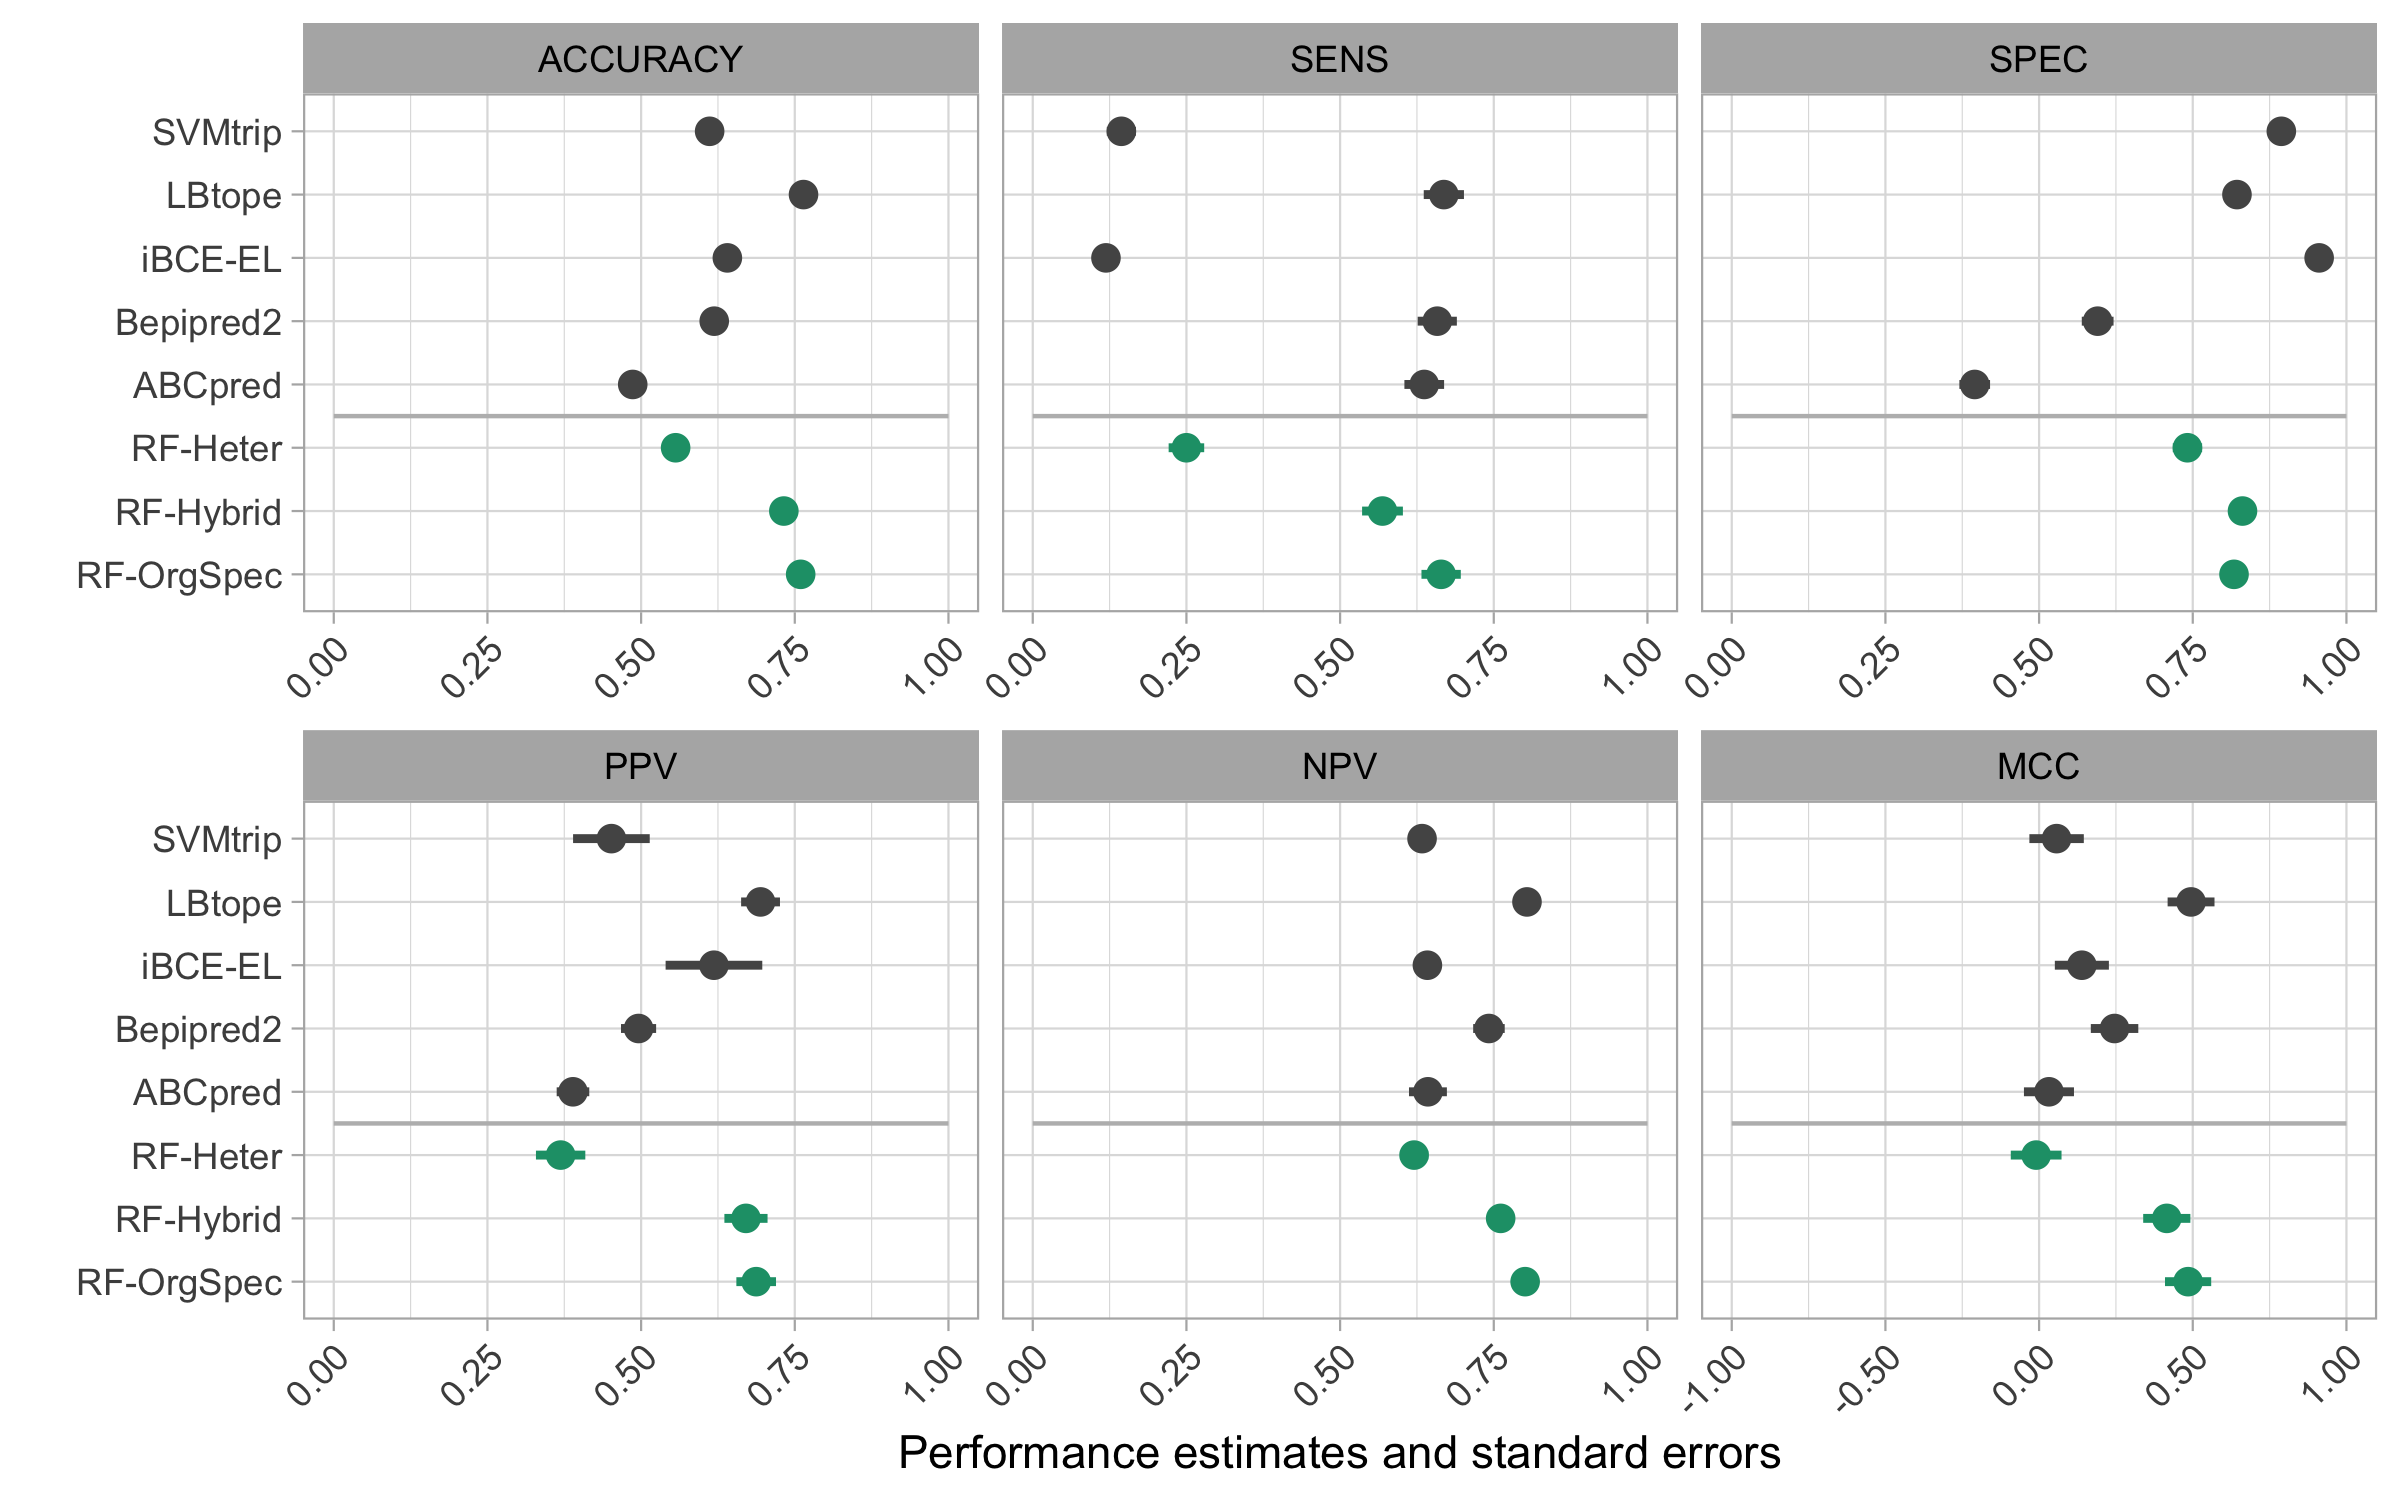 ACCURACY SENS SPEC
SVMtrip
LBtope
iBCE-EL
Bepipred2
ABCpred
RF-Heter
RF-Hybrid
RF-OrgSpec
0.00 0.25 0.50 0.75 1.00 0.00 0.25 0.50 0.75 1.00 0.00 0.25 0.50 0.75 1.00
PPV NPV MCC
SVMtrip
LBtope
iBCE-EL
Bepipred2
ABCpred
RF-Heter
RF-Hybrid
RF-OrgSpec
0.00 0.25 0.50 0.75 1.00 0.00 0.25 0.50 0.75 1.00 -1.00 -0.50 0.00 0.50 1.00
Performance estimates and standard errors